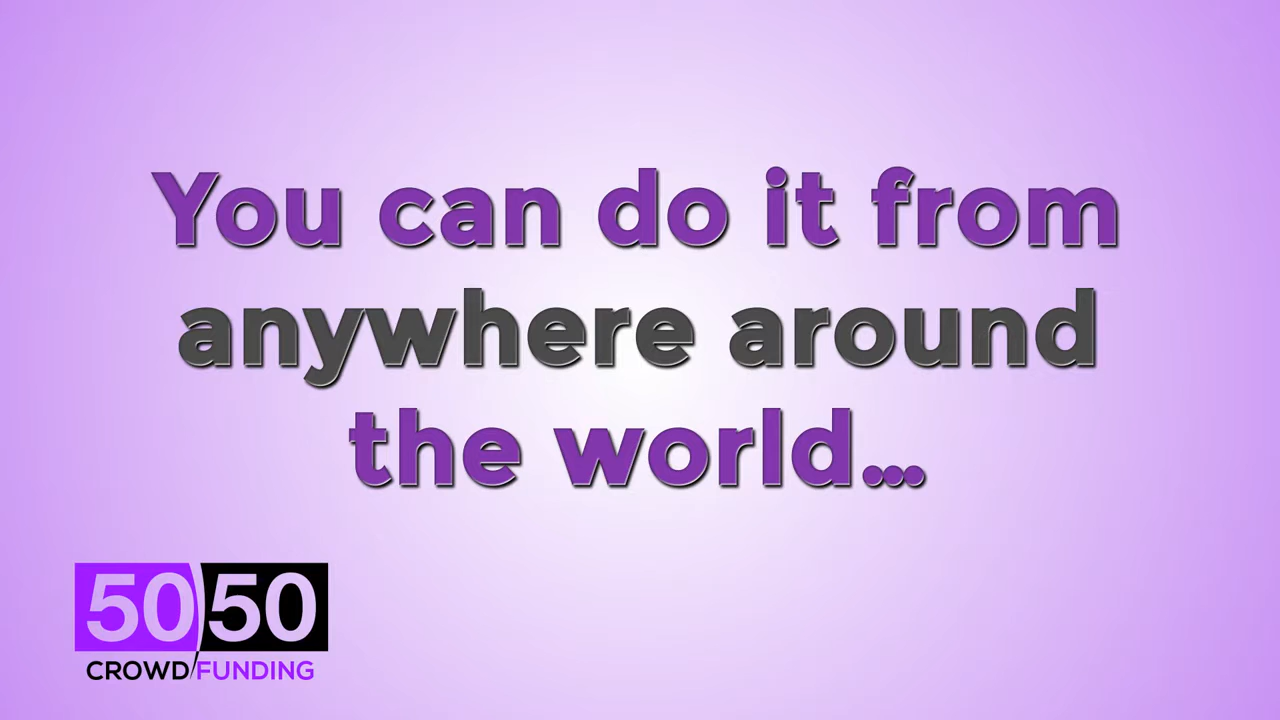 You can do it from
anywhere around
the world...
50/50
CROWD/FUNDING